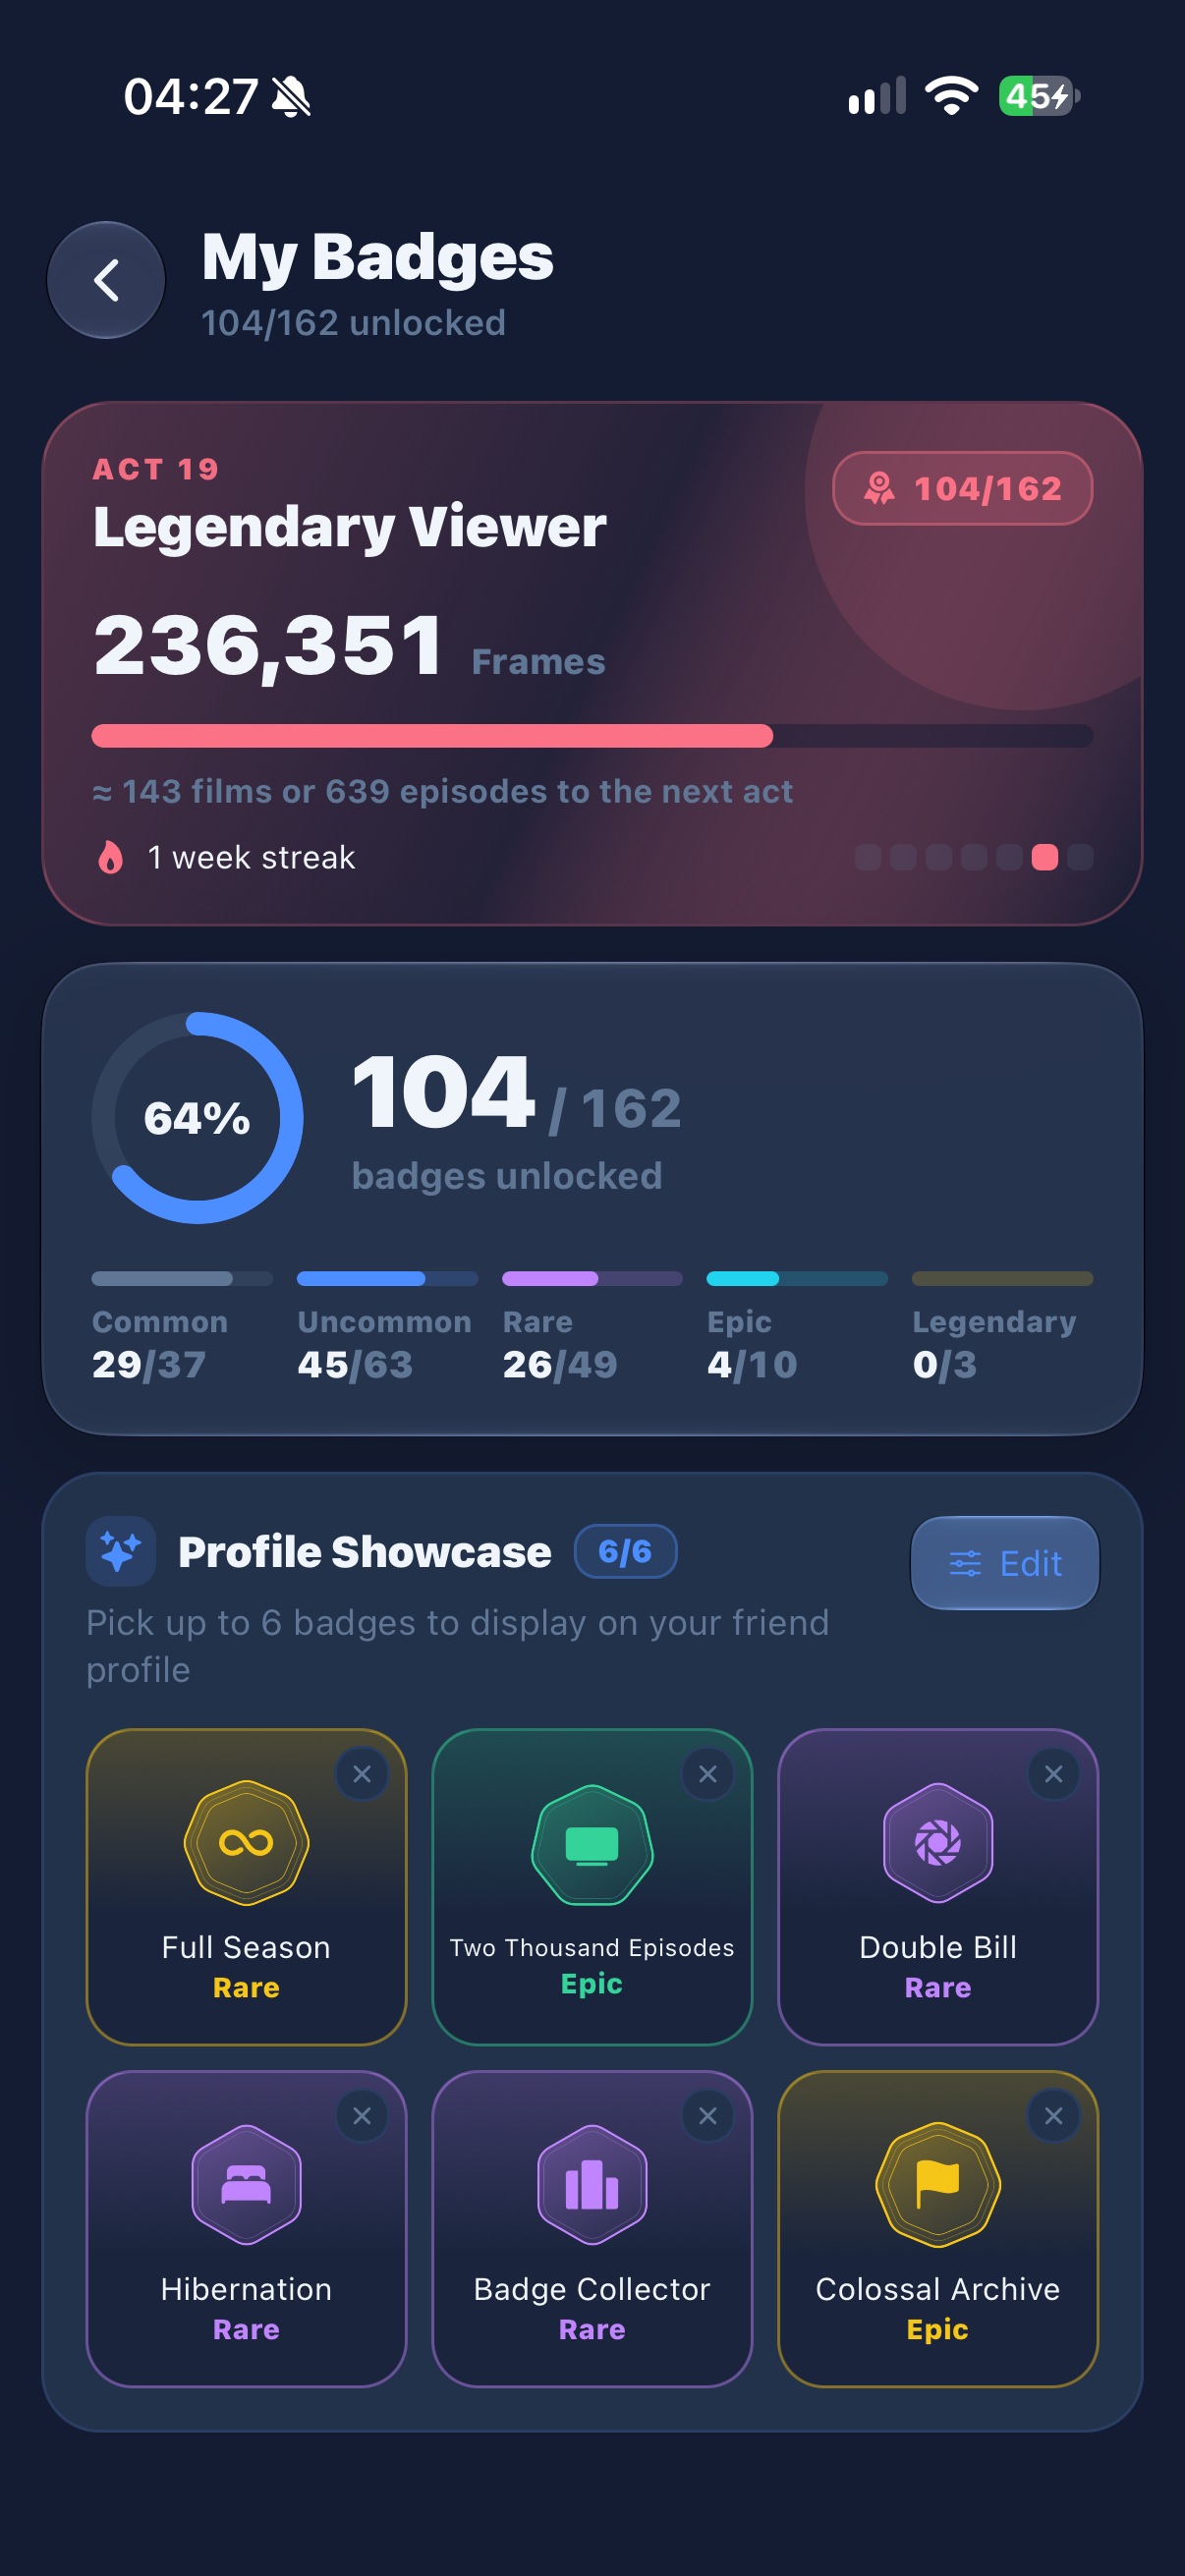 04:27
45
My Badges
104/162 unlocked
ACT 19
104/162
Legendary Viewer
236,351 Frames
≈ 143 films or 639 episodes to the next act
1 week streak
64%
104 / 162
badges unlocked
Common
29/37
Uncommon
45/63
Rare
26/49
Epic
4/10
Legendary
0/3
Profile Showcase 6/6
Edit
Pick up to 6 badges to display on your friend
profile
Full Season
Rare
Two Thousand Episodes
Epic
Double Bill
Rare
Hibernation
Rare
Badge Collector
Rare
Colossal Archive
Epic